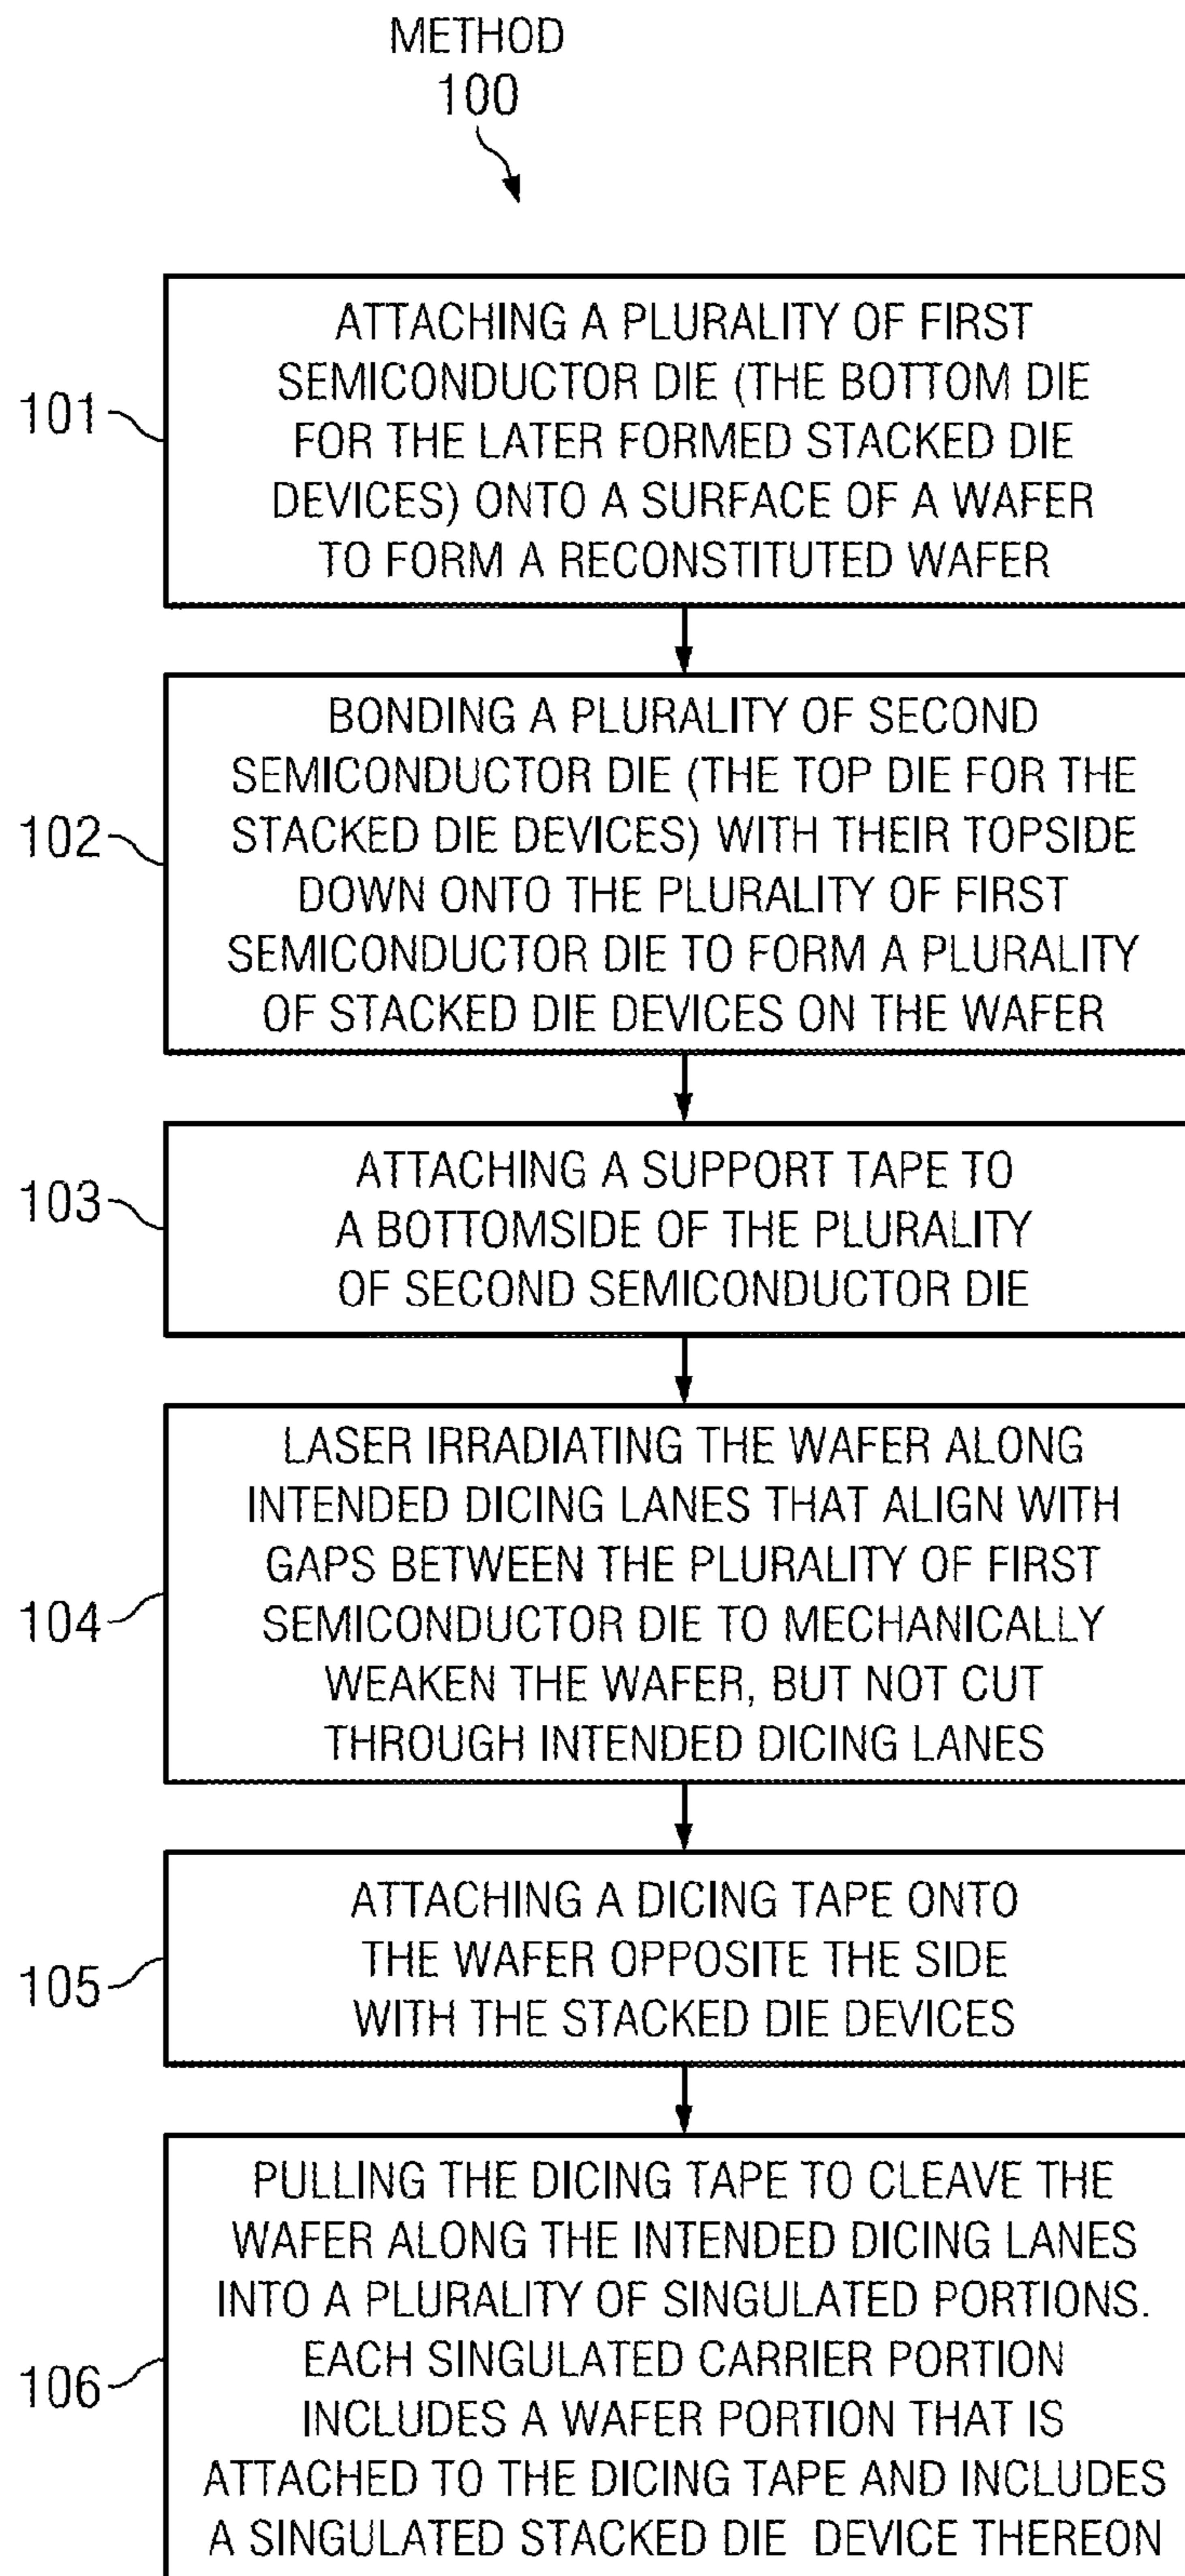 METHOD
100
101
ATTACHING A PLURALITY OF FIRST
SEMICONDUCTOR DIE (THE BOTTOM DIE
FOR THE LATER FORMED STACKED DIE
DEVICES) ONTO A SURFACE OF A WAFER
TO FORM A RECONSTITUTED WAFER
102
BONDING A PLURALITY OF SECOND
SEMICONDUCTOR DIE (THE TOP DIE FOR THE
STACKED DIE DEVICES) WITH THEIR TOPSIDE
DOWN ONTO THE PLURALITY OF FIRST
SEMICONDUCTOR DIE TO FORM A PLURALITY
OF STACKED DIE DEVICES ON THE WAFER
103
ATTACHING A SUPPORT TAPE TO
A BOTTOMSIDE OF THE PLURALITY
OF SECOND SEMICONDUCTOR DIE
104
LASER IRRADIATING THE WAFER ALONG
INTENDED DICING LANES THAT ALIGN WITH
GAPS BETWEEN THE PLURALITY OF FIRST
SEMICONDUCTOR DIE TO MECHANICALLY
WEAKEN THE WAFER, BUT NOT CUT
THROUGH INTENDED DICING LANES
105
ATTACHING A DICING TAPE ONTO
THE WAFER OPPOSITE THE SIDE
WITH THE STACKED DIE DEVICES
106
PULLING THE DICING TAPE TO CLEAVE THE
WAFER ALONG THE INTENDED DICING LANES
INTO A PLURALITY OF SINGULATED PORTIONS.
EACH SINGULATED CARRIER PORTION
INCLUDES A WAFER PORTION THAT IS
ATTACHED TO THE DICING TAPE AND INCLUDES
A SINGULATED STACKED DIE DEVICE THEREON